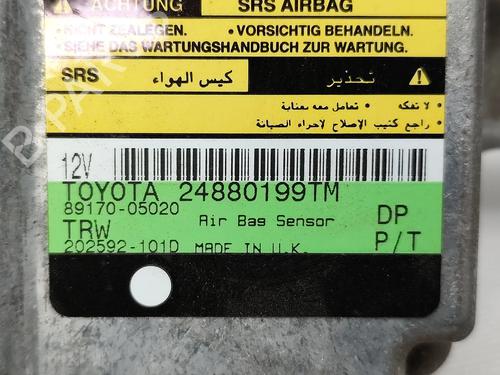 ACHTUNG SRS AIRBAG
•NICHT ZERLEGEN. •VORSICHTIG BEHANDELN.
•SIEHE DAS WARTUNGSHANDBUCH ZUR WARTUNG.
SRS كيس الهواء تحذير
• لا تفكه • تعامل معه بعناية
• راجع كتيب الإصلاح لاجراء الصيانة
12V
TOYOTA 24880199TM
89170-05020 Air Bag Sensor DP
TRW
202592-101D MADE IN U.K. P/T